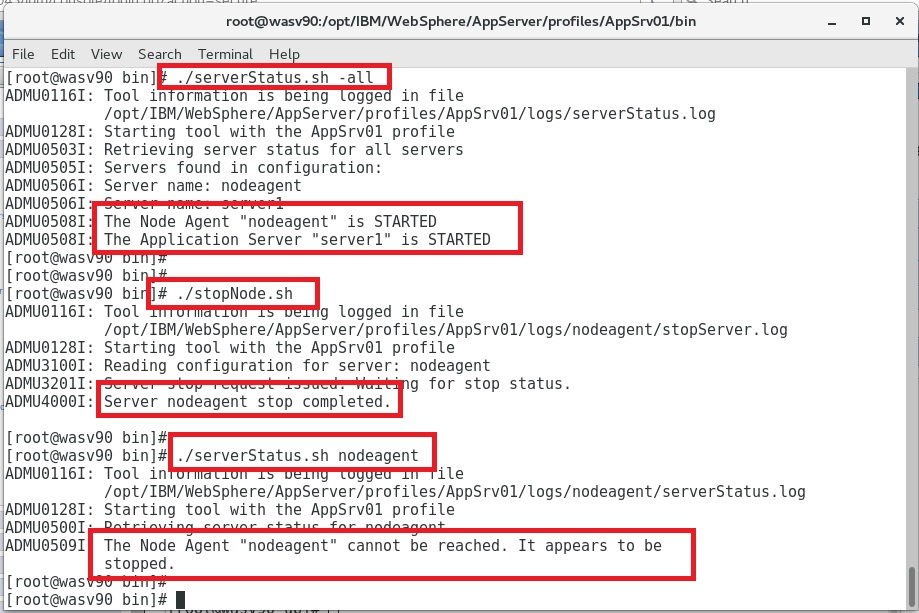 root@wasv90:/opt/IBM/WebSphere/AppServer/profiles/AppSrv01/bin
File Edit View Search Terminal Help
[root@wasv90 bin]# ./serverStatus.sh -all
ADMU0116I: Tool information is being logged in file
/opt/IBM/WebSphere/AppServer/profiles/AppSrv01/logs/serverStatus.log
ADMU0128I: Starting tool with the AppSrv01 profile
ADMU0503I: Retrieving server status for all servers
ADMU0505I: Servers found in configuration:
ADMU0506I: Server name: nodeagent
ADMU0506I: Server name: server1
ADMU0508I: The Node Agent "nodeagent" is STARTED
ADMU0508I: The Application Server "server1" is STARTED
[root@wasv90 bin]#
[root@wasv90 bin]#
[root@wasv90 bin]# ./stopNode.sh
ADMU0116I: Tool information is being logged in file
/opt/IBM/WebSphere/AppServer/profiles/AppSrv01/logs/nodeagent/stopServer.log
ADMU0128I: Starting tool with the AppSrv01 profile
ADMU3100I: Reading configuration for server: nodeagent
ADMU3201I: Server stop request issued. Waiting for stop status.
ADMU4000I: Server nodeagent stop completed.
[root@wasv90 bin]#
[root@wasv90 bin]# ./serverStatus.sh nodeagent
ADMU0116I: Tool information is being logged in file
/opt/IBM/WebSphere/AppServer/profiles/AppSrv01/logs/nodeagent/serverStatus.log
ADMU0128I: Starting tool with the AppSrv01 profile
ADMU0500I: Retrieving server status for nodeagent
ADMU0509I: The Node Agent "nodeagent" cannot be reached. It appears to be
stopped.
[root@wasv90 bin]#
[root@wasv90 bin]#